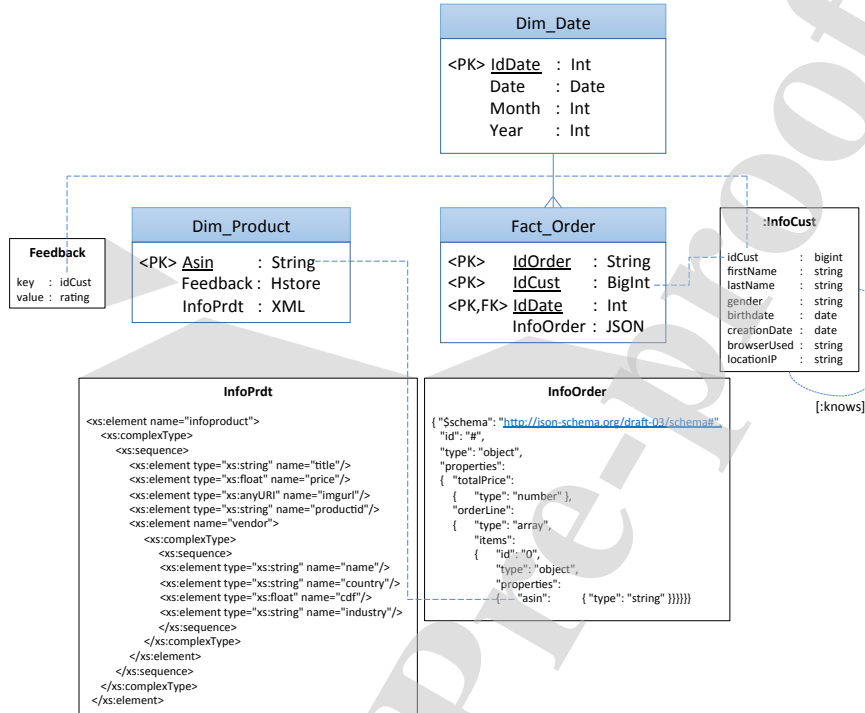 Dim_Date
<PK> IdDate : Int
Date : Date
Month : Int
Year : Int
Dim_Product
<PK> Asin : String
Feedback : Hstore
InfoPrdt : XML
Fact_Order
<PK> IdOrder : String
<PK> IdCust : BigInt
<PK,FK> IdDate : Int
InfoOrder : JSON
:InfoCust
idCust : bigint
firstName : string
lastName : string
gender : string
birthdate : date
creationDate : date
browserUsed : string
locationIP : string
[:knows]
Feedback
key : idCust
value : rating
InfoPrdt
<xs:element name="infoproduct">
<xs:complexType>
<xs:sequence>
<xs:element type="xs:string" name="title"/>
<xs:element type="xs:float" name="price"/>
<xs:element type="xs:anyURI" name="imgurl"/>
<xs:element type="xs:string" name="productid"/>
<xs:element name="vendor">
<xs:complexType>
<xs:sequence>
<xs:element type="xs:string" name="name"/>
<xs:element type="xs:string" name="country"/>
<xs:element type="xs:float" name="cdf"/>
<xs:element type="xs:string" name="industry"/>
</xs:sequence>
</xs:complexType>
</xs:element>
</xs:sequence>
</xs:complexType>
</xs:element>
InfoOrder
{ "$schema": "http://json-schema.org/draft-03/schema#",
"id": "#",
"type": "object",
"properties":
{ "totalPrice":
{ "type": "number" },
"orderLine":
{ "type": "array",
"items":
{ "id": "0",
"type": "object",
"properties":
{ "asin": { "type": "string" }}}}}}
Pre-proof